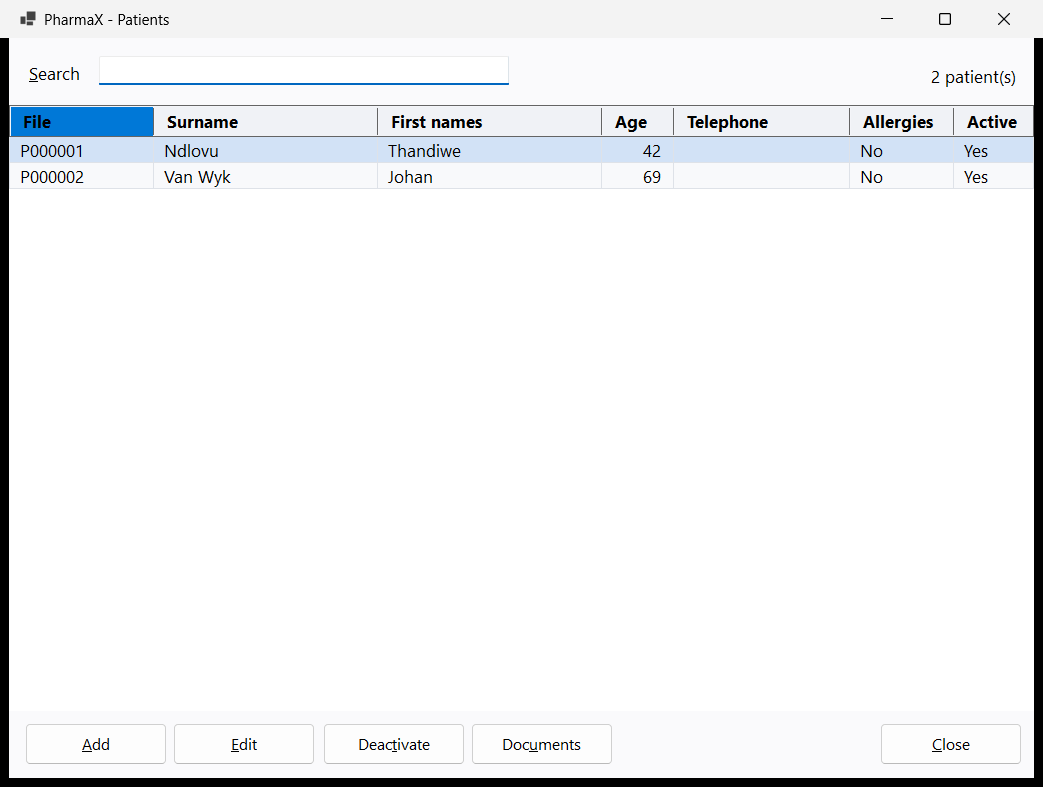 PharmaX - Patients
Search
2 patient(s)
File Surname First names Age Telephone Allergies Active
P000001 Ndlovu Thandiwe 42 No Yes
P000002 Van Wyk Johan 69 No Yes
Add Edit Deactivate Documents Close